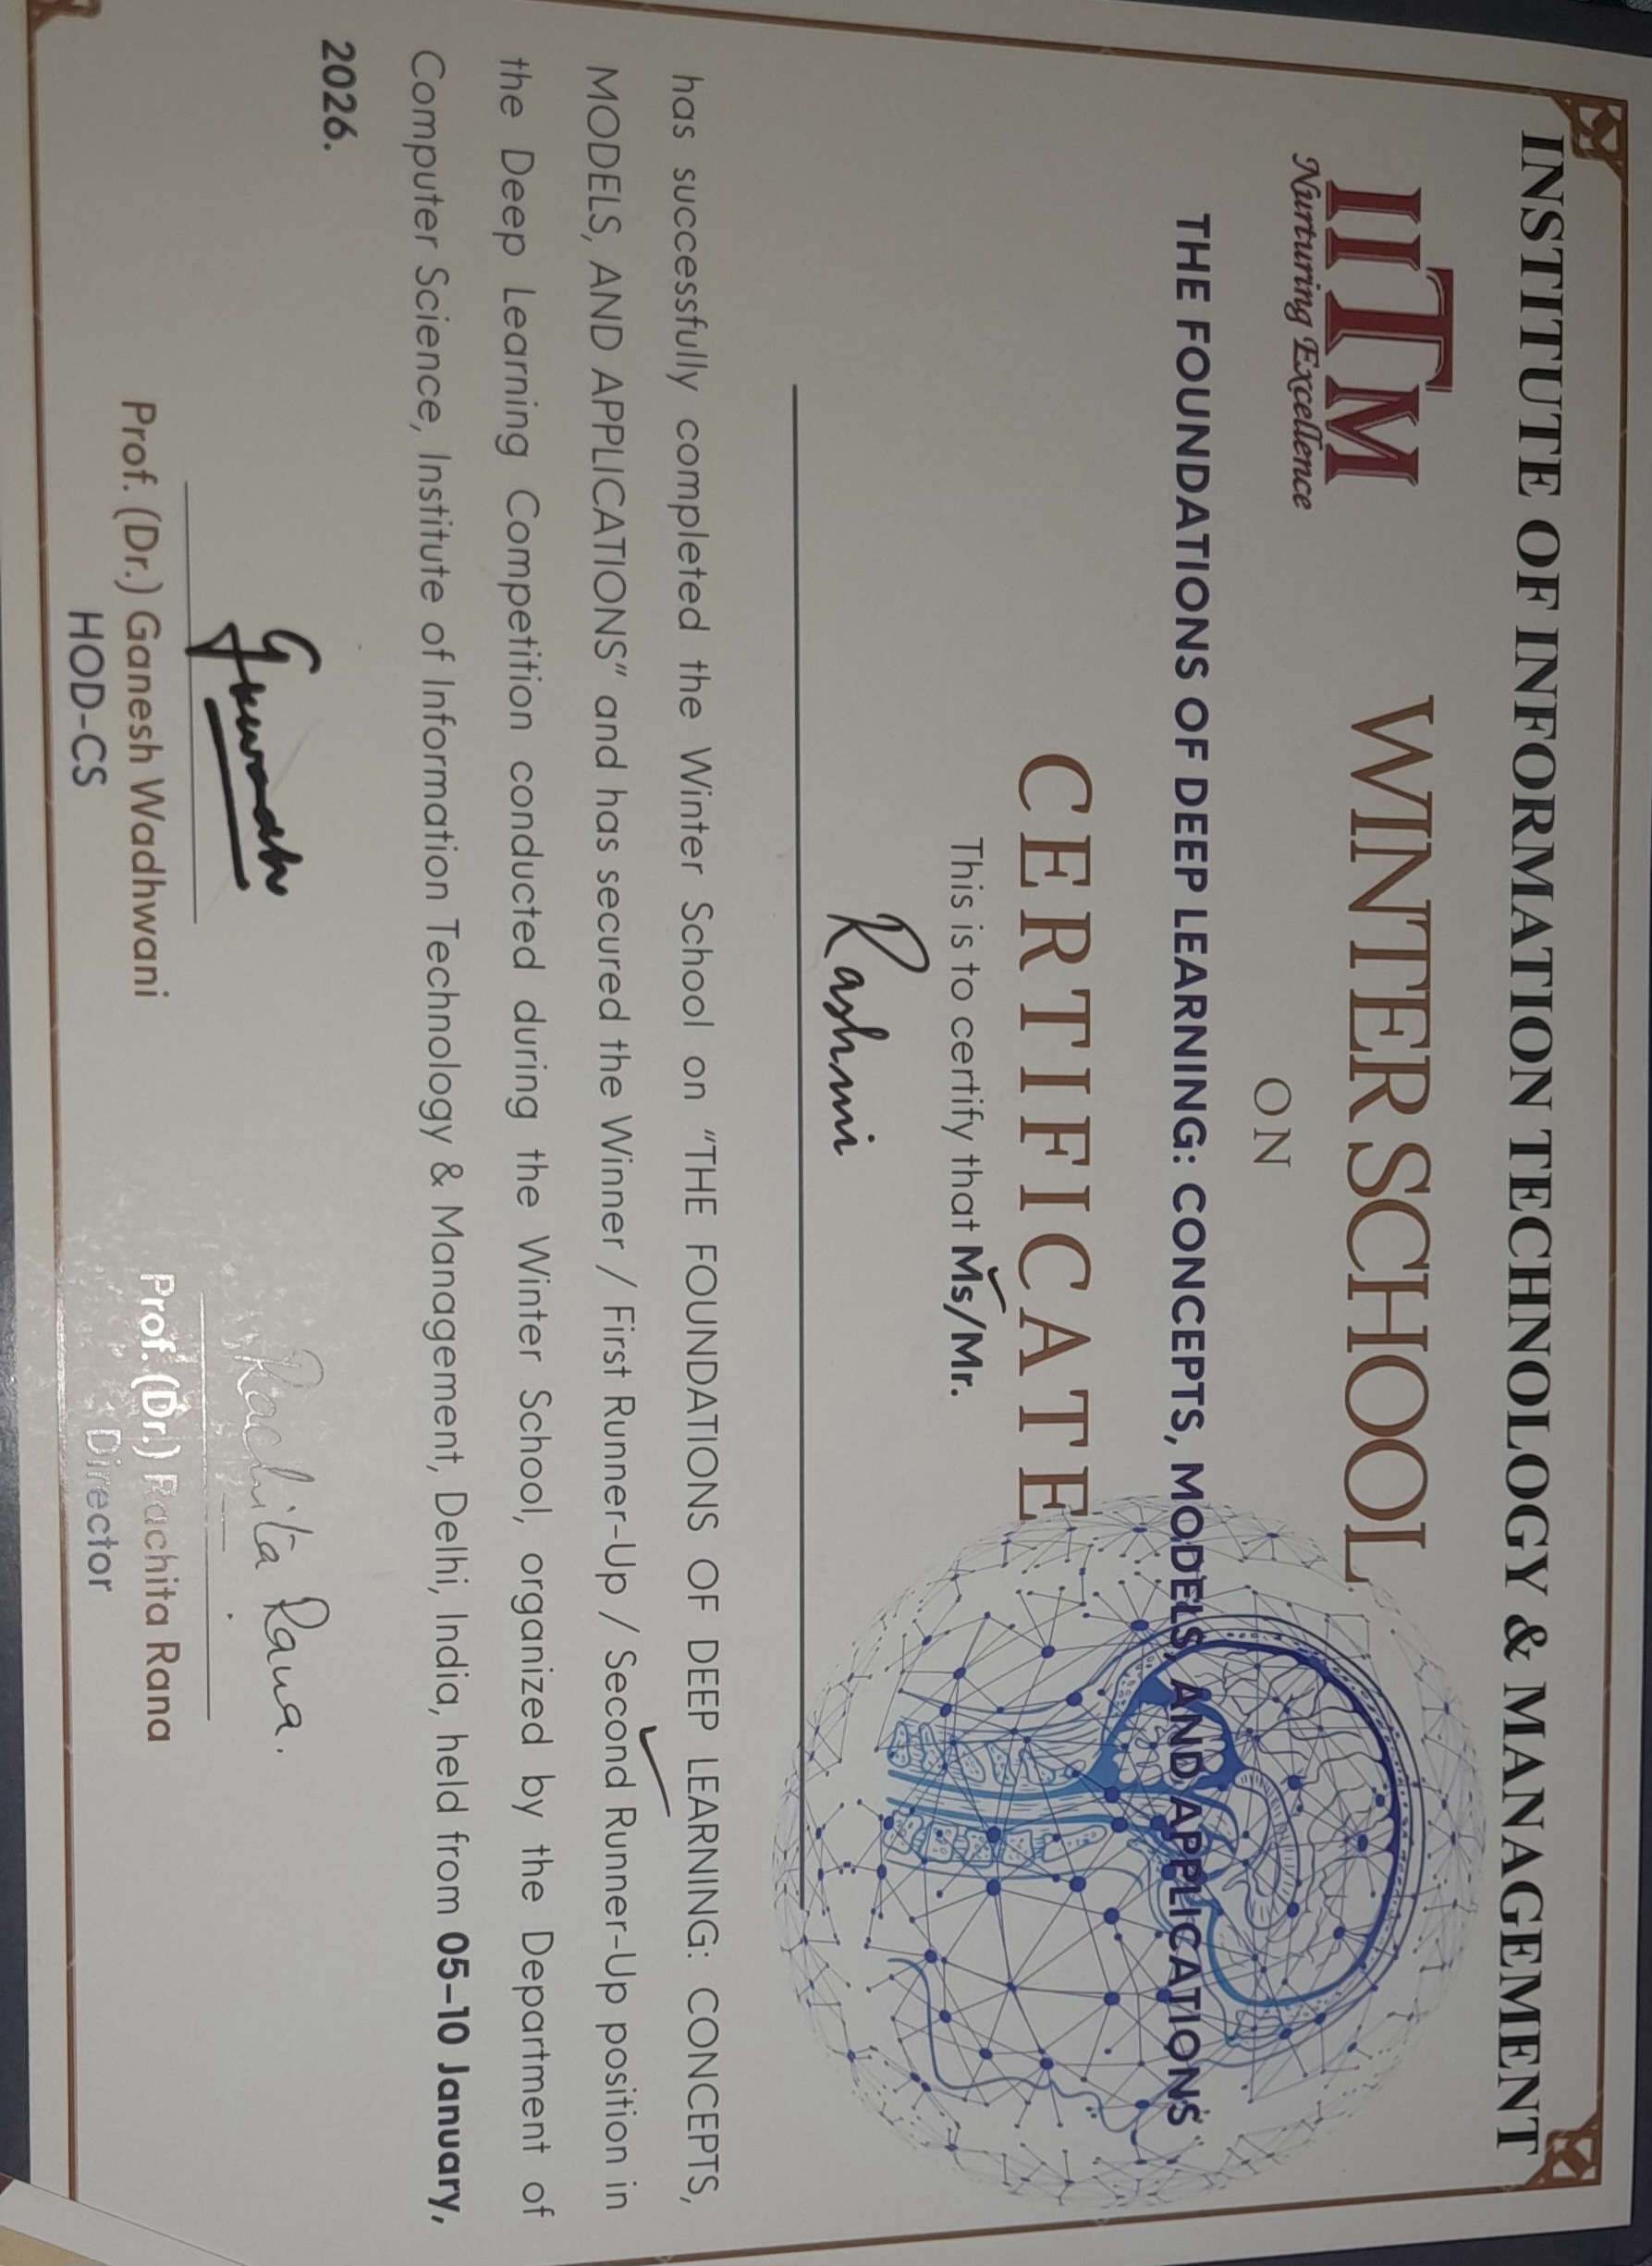 INSTITUTE OF INFORMATION TECHNOLOGY & MANAGEMENT
IITM
Nurturing Excellence
WINTER SCHOOL
ON
THE FOUNDATIONS OF DEEP LEARNING: CONCEPTS, MODELS, AND APPLICATIONS
CERTIFICATE
This is to certify that Ms/Mr.
Rashmi
has successfully completed the Winter School on "THE FOUNDATIONS OF DEEP LEARNING: CONCEPTS,
MODELS, AND APPLICATIONS" and has secured the Winner / First Runner-Up / Second Runner-Up position in
the Deep Learning Competition conducted during the Winter School, organized by the Department of
Computer Science, Institute of Information Technology & Management, Delhi, India, held from 05-10 January,
2026.
Prof. (Dr.) Ganesh Wadhwani
HOD-CS
Rachita Rana.
Prof. (Dr.) Rachita Rana
Director